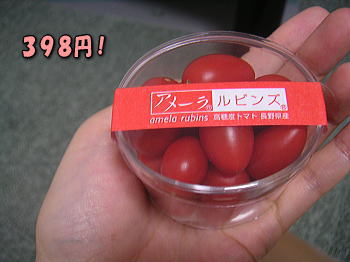 398円!
アメーラ® ルビンズ®
amela rubins 高糖度トマト 長野県産